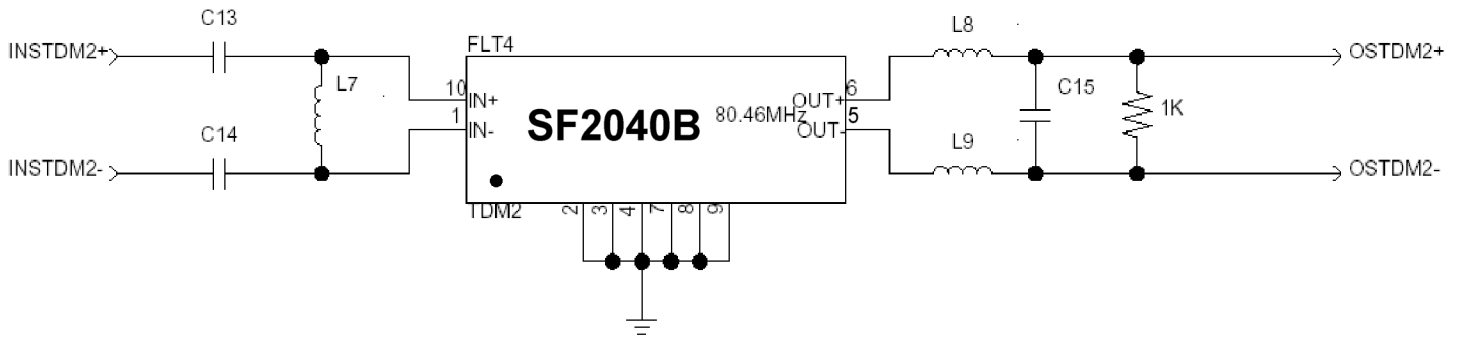 C13
INSTDM2+
L7
C14
INSTDM2-
FLT4
10
IN+
1
IN-
SF2040B
80.46MHz
OUT+
6
OUT-
5
TDM2
2
3
4
7
8
9
L8
OSTDM2+
C15
1K
L9
OSTDM2-